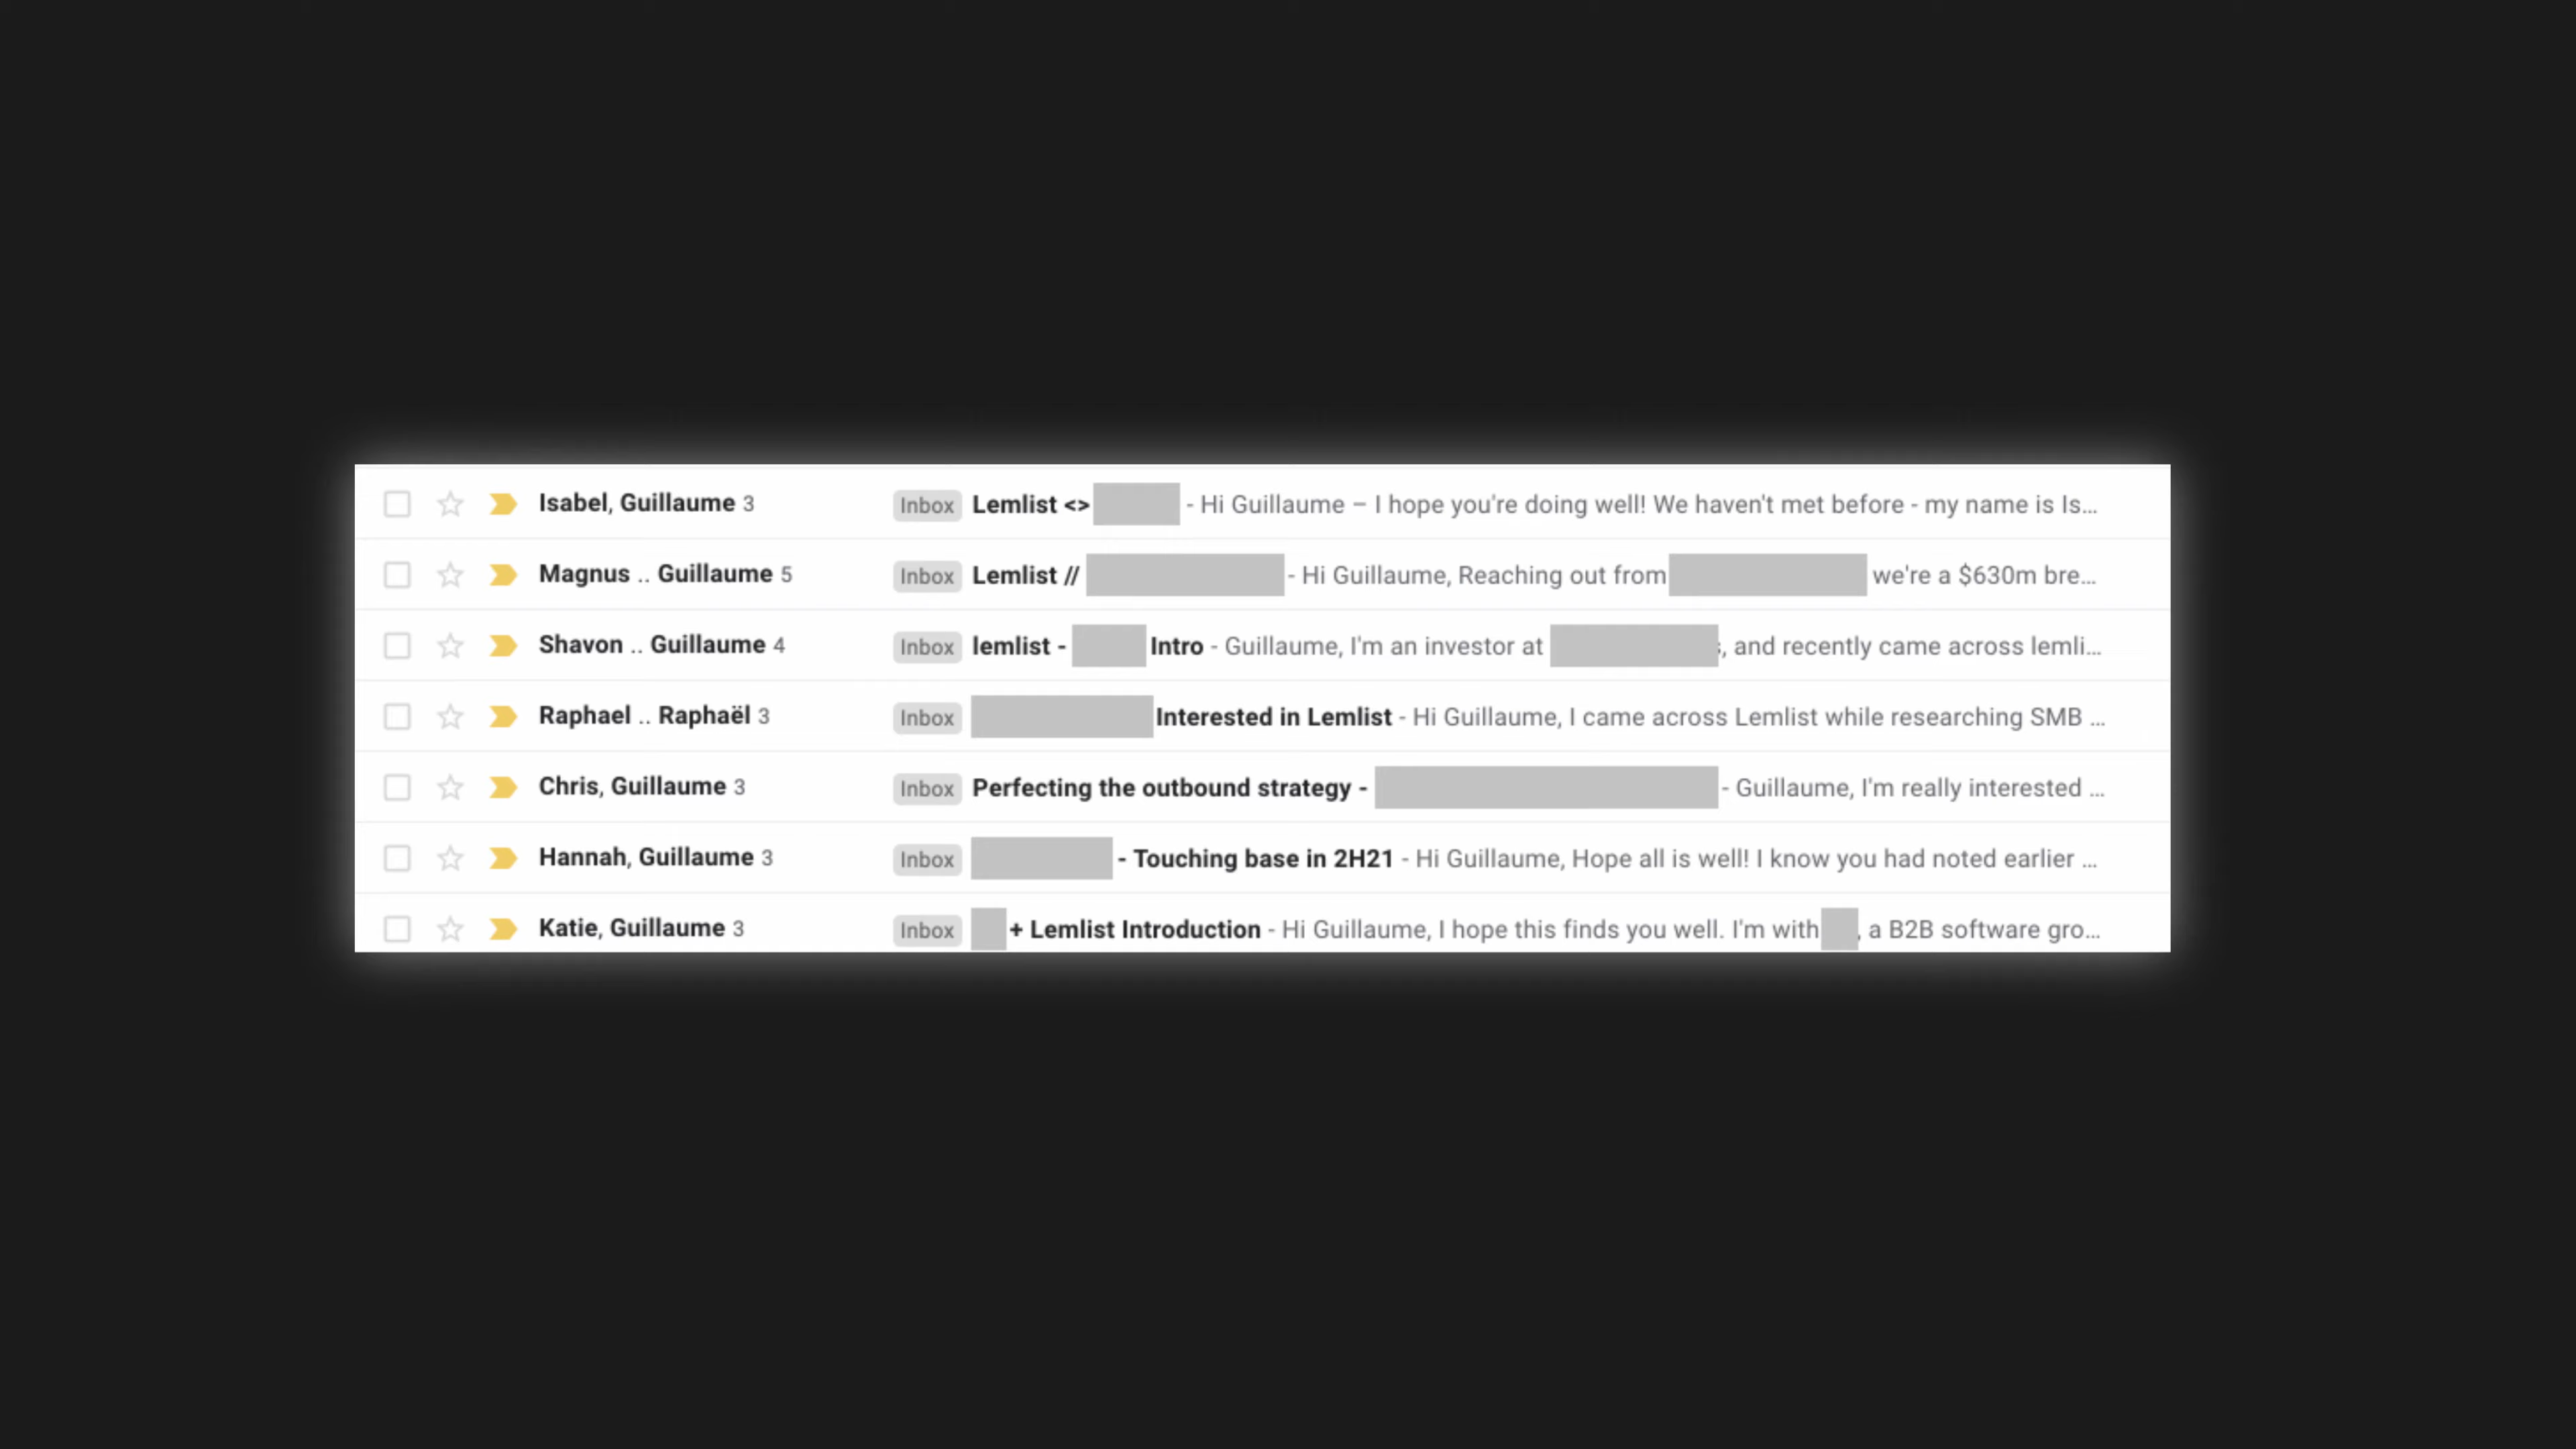 Isabel, Guillaume 3 Inbox Lemlist <> - Hi Guillaume – I hope you're doing well! We haven't met before - my name is Is...
Magnus .. Guillaume 5 Inbox Lemlist // - Hi Guillaume, Reaching out from we're a $630m bre...
Shavon .. Guillaume 4 Inbox lemlist - Intro - Guillaume, I'm an investor at , and recently came across lemli...
Raphael .. Raphaël 3 Inbox Interested in Lemlist - Hi Guillaume, I came across Lemlist while researching SMB ...
Chris, Guillaume 3 Inbox Perfecting the outbound strategy - - Guillaume, I'm really interested ...
Hannah, Guillaume 3 Inbox - Touching base in 2H21 - Hi Guillaume, Hope all is well! I know you had noted earlier ...
Katie, Guillaume 3 Inbox + Lemlist Introduction - Hi Guillaume, I hope this finds you well. I'm with , a B2B software gro...